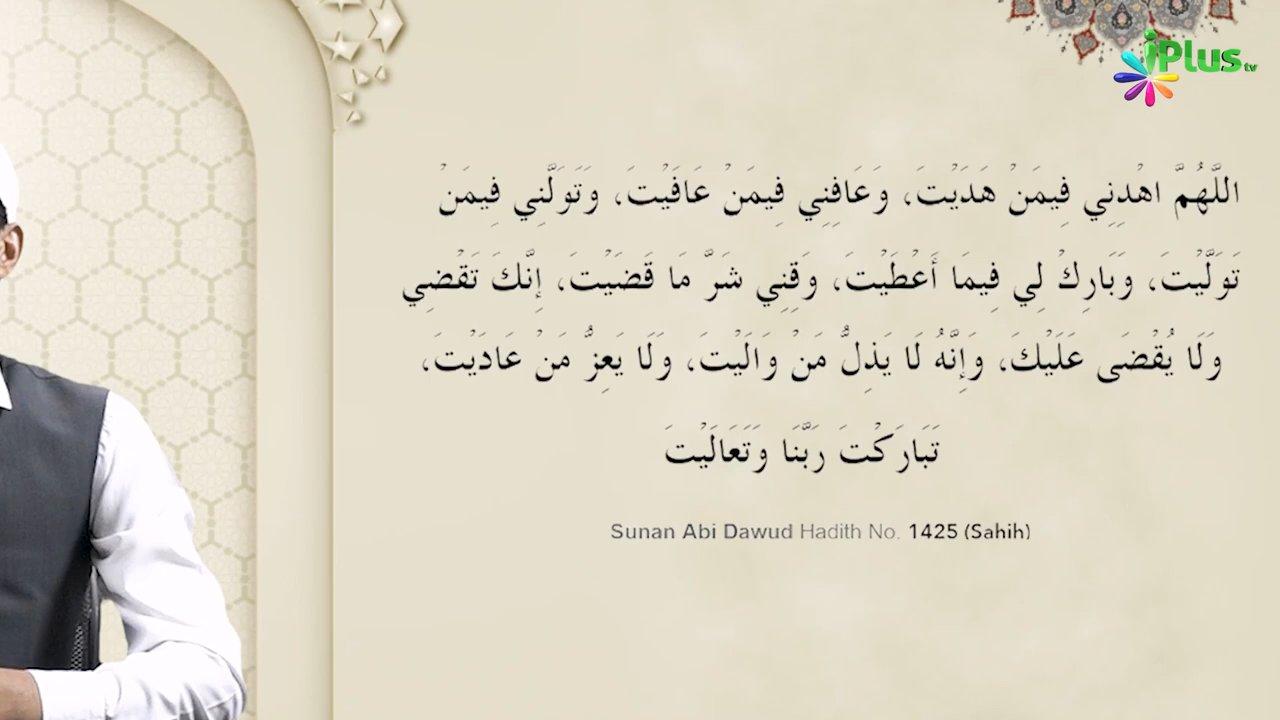 iPlus tv
اللَّهُمَّ اهْدِنِي فِيمَنْ هَدَيْتَ، وَعَافِنِي فِيمَنْ عَافَيْتَ، وَتَوَلَّنِي فِيمَنْ
تَوَلَّيْتَ، وَبَارِكْ لِي فِيمَا أَعْطَيْتَ، وَقِنِي شَرَّ مَا قَضَيْتَ، إِنَّكَ تَقْضِي
وَلَا يُقْضَى عَلَيْكَ، وَإِنَّهُ لَا يَذِلُّ مَنْ وَالَيْتَ، وَلَا يَعِزُّ مَنْ عَادَيْتَ،
تَبَارَكْتَ رَبَّنَا وَتَعَالَيْتَ
Sunan Abi Dawud Hadith No. 1425 (Sahih)